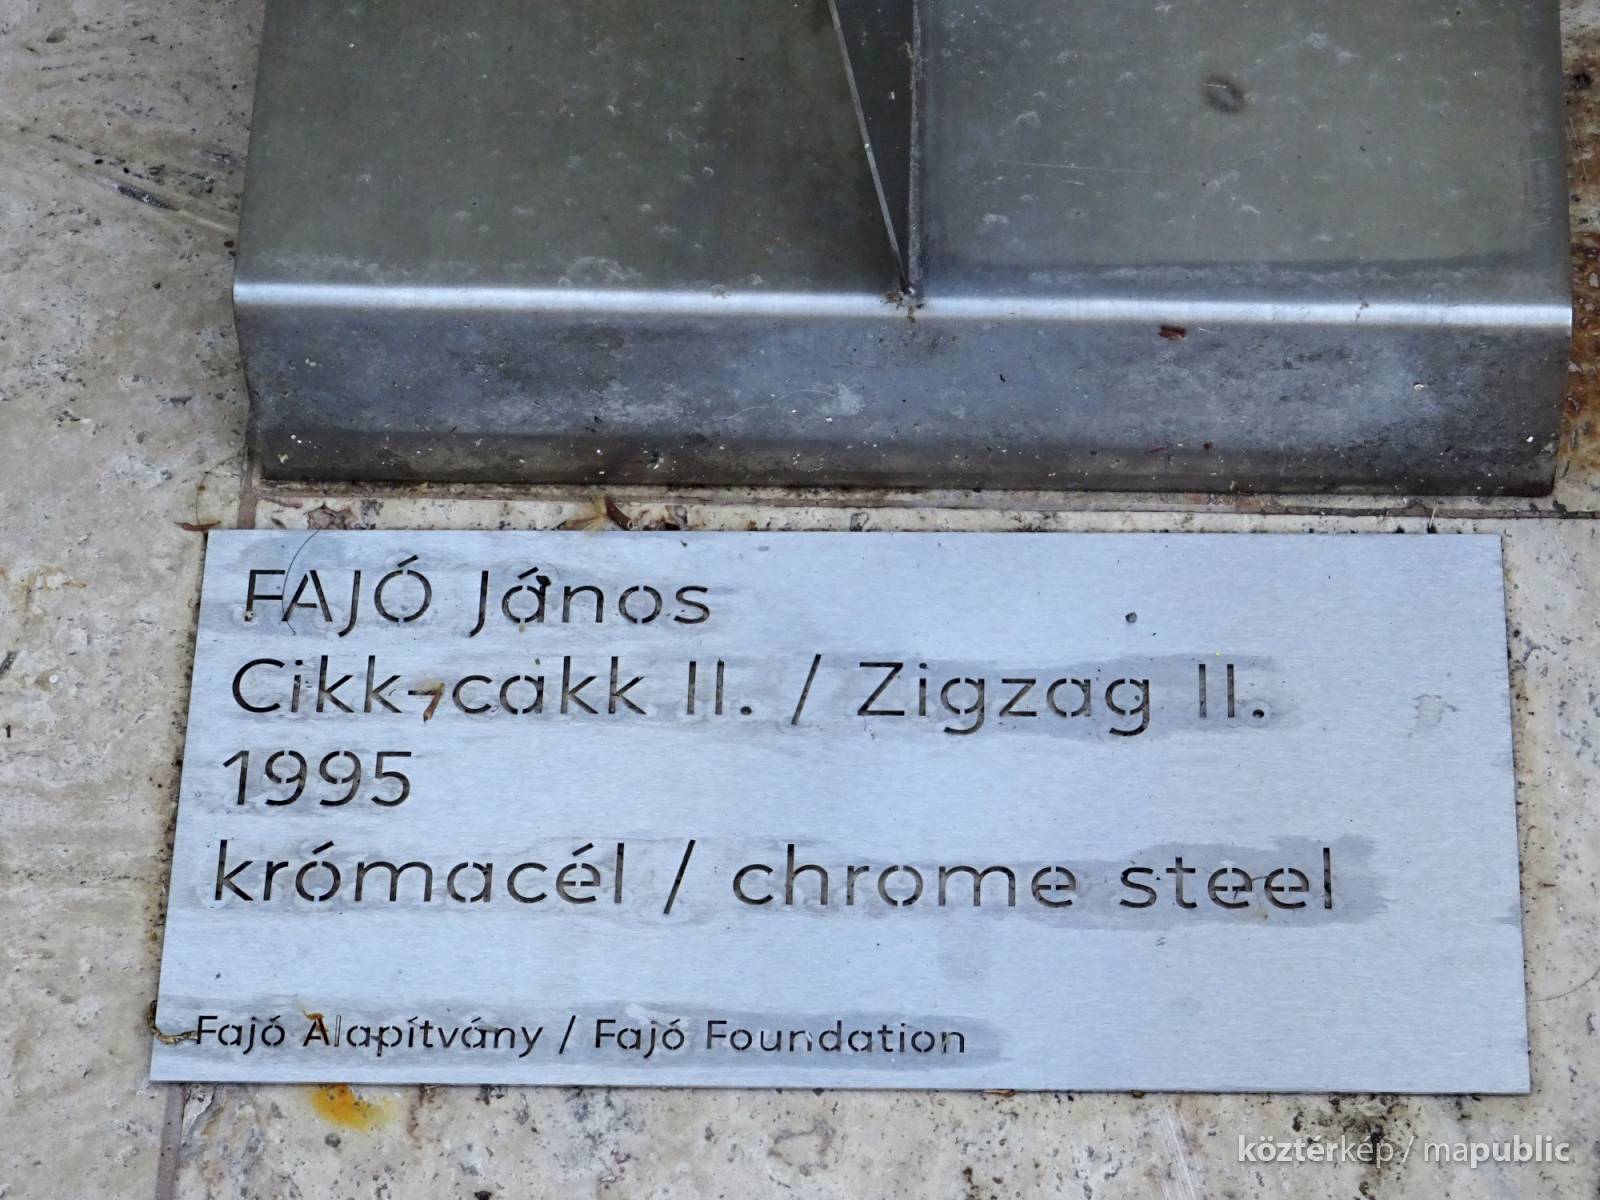 FAJÓ János
Cikk-cakk II. / Zigzag II.
1995
krómacél / chrome steel
Fajó Alapítvány / Fajó Foundation
köztérkép / mapublic